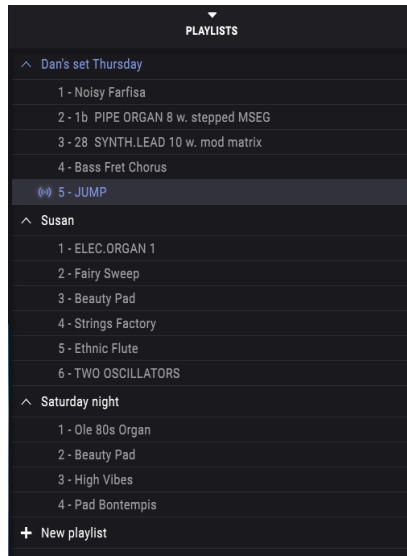 PLAYLISTS
Dan's set Thursday
1 - Noisy Farfisa
2 - 1b PIPE ORGAN 8 w. stepped MSEG
3 - 28 SYNTH.LEAD 10 w. mod matrix
4 - Bass Fret Chorus
5 - JUMP
Susan
1 - ELEC.ORGAN 1
2 - Fairy Sweep
3 - Beauty Pad
4 - Strings Factory
5 - Ethnic Flute
6 - TWO OSCILLATORS
Saturday night
1 - Ole 80s Organ
2 - Beauty Pad
3 - High Vibes
4 - Pad Bontempis
New playlist